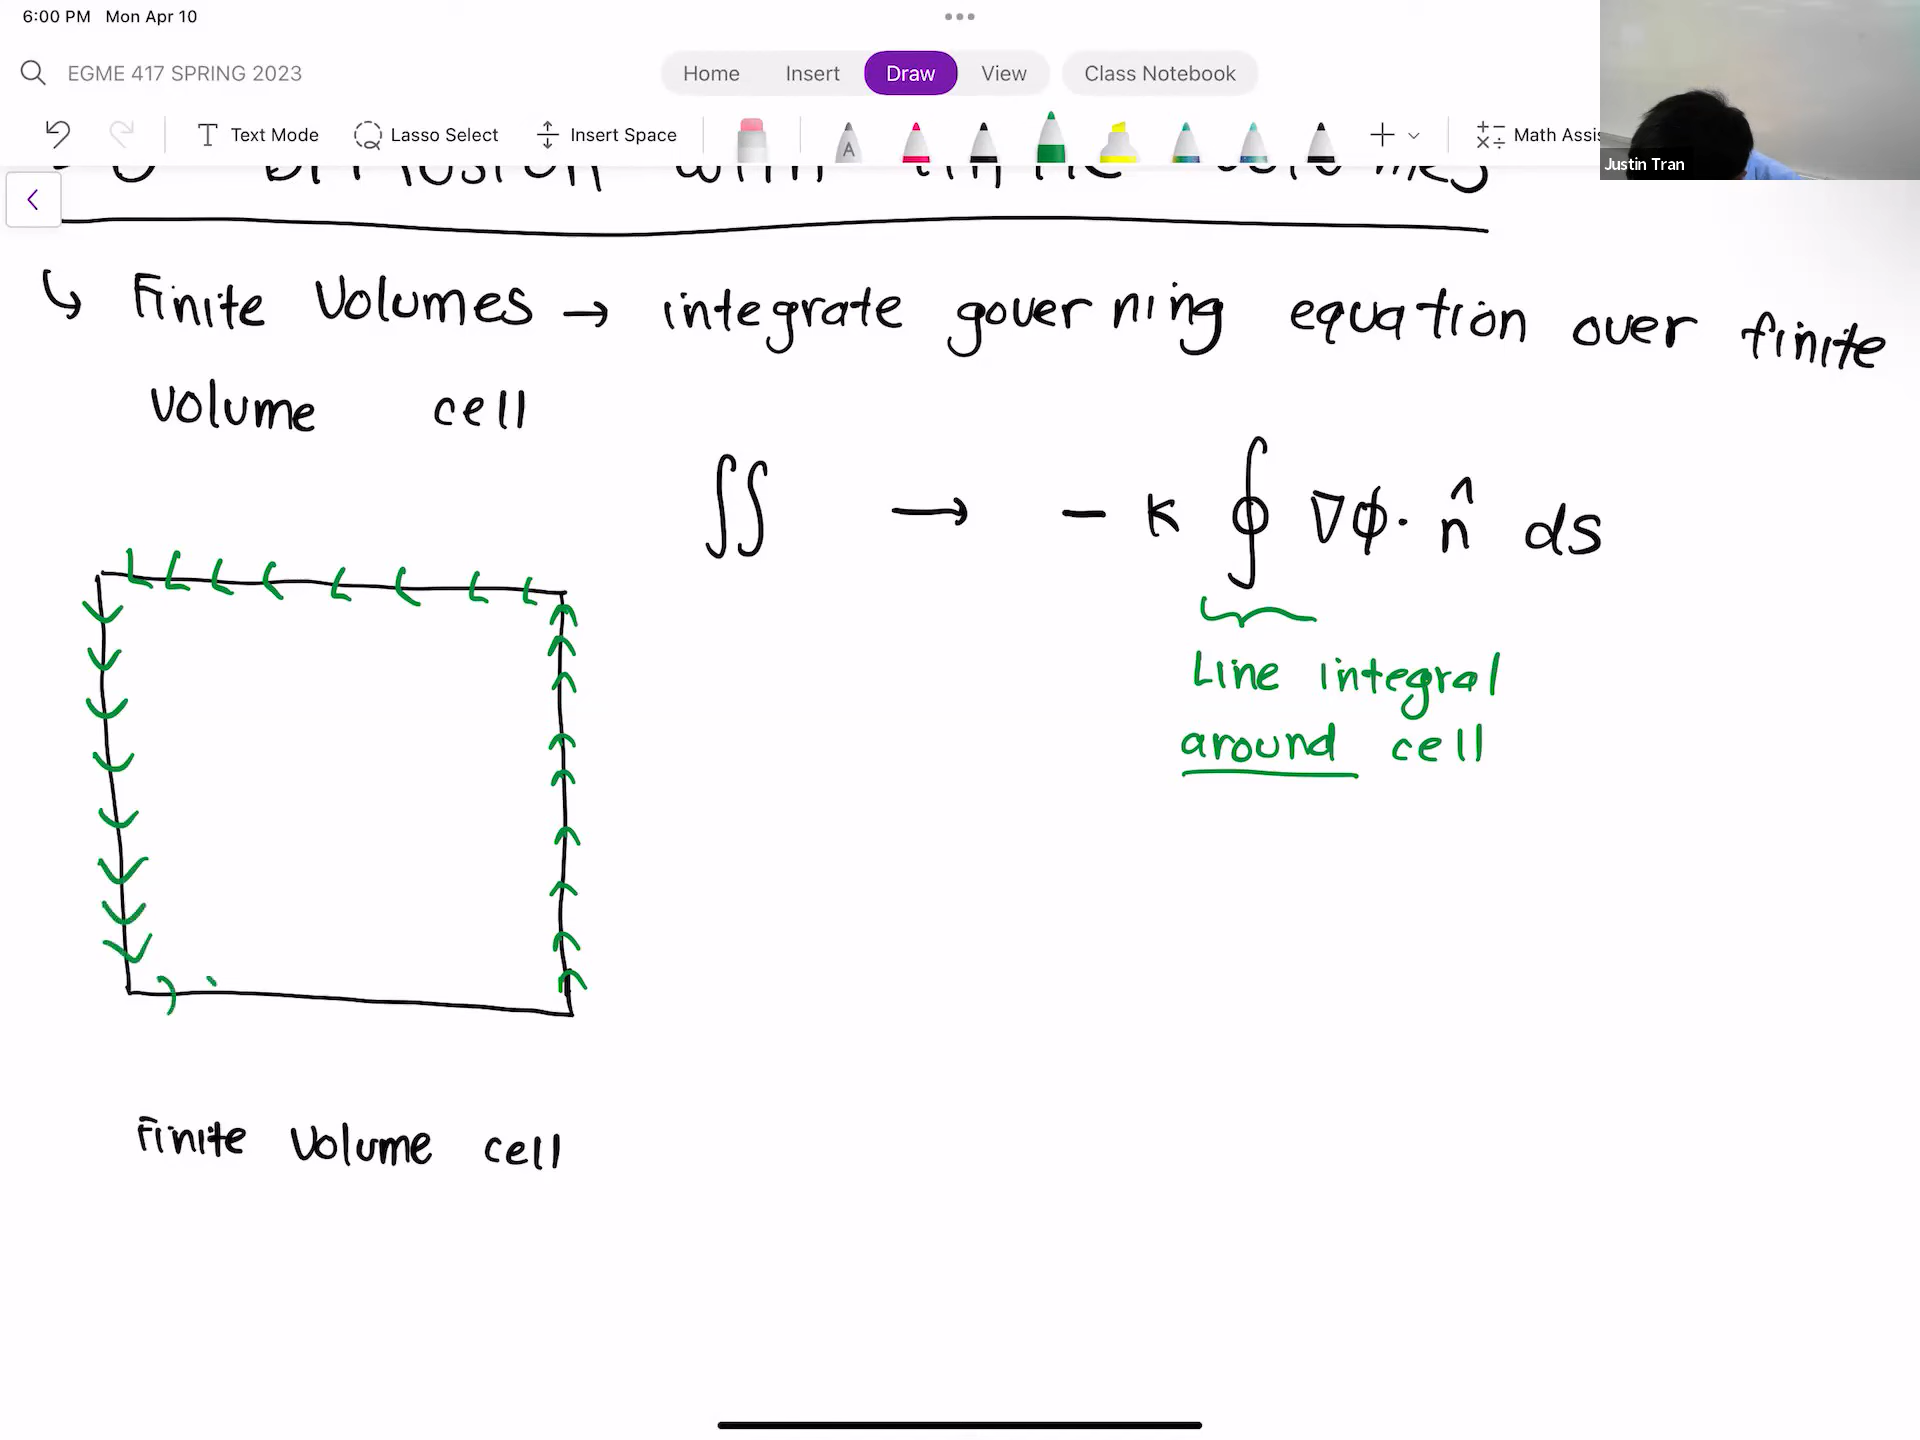 6:00 PM Mon Apr 10
EGME 417 SPRING 2023
Home Insert Draw View Class Notebook
Text Mode Lasso Select Insert Space Math Assis
Justin Tran
↳ Finite Volumes → integrate governing equation over finite
volume cell
∬ → - K ∮ ∇ϕ · n̂ ds
Line integral
around cell
Finite Volume cell